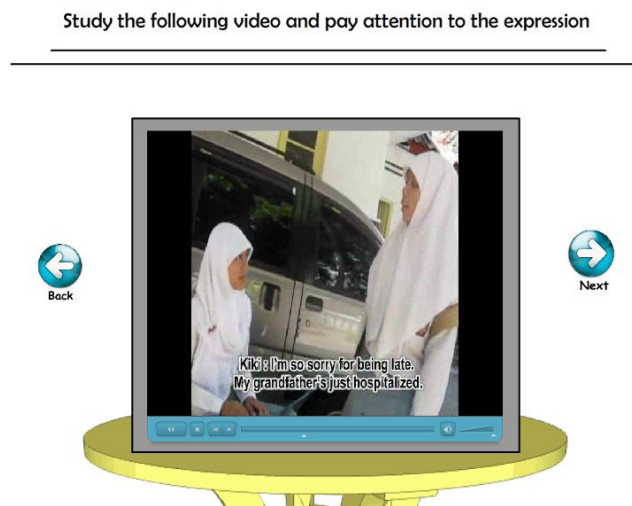 Study the following video and pay attention to the expression
Kiki : I'm so sorry for being late.
My grandfather's just hospitalized.
Back
Next